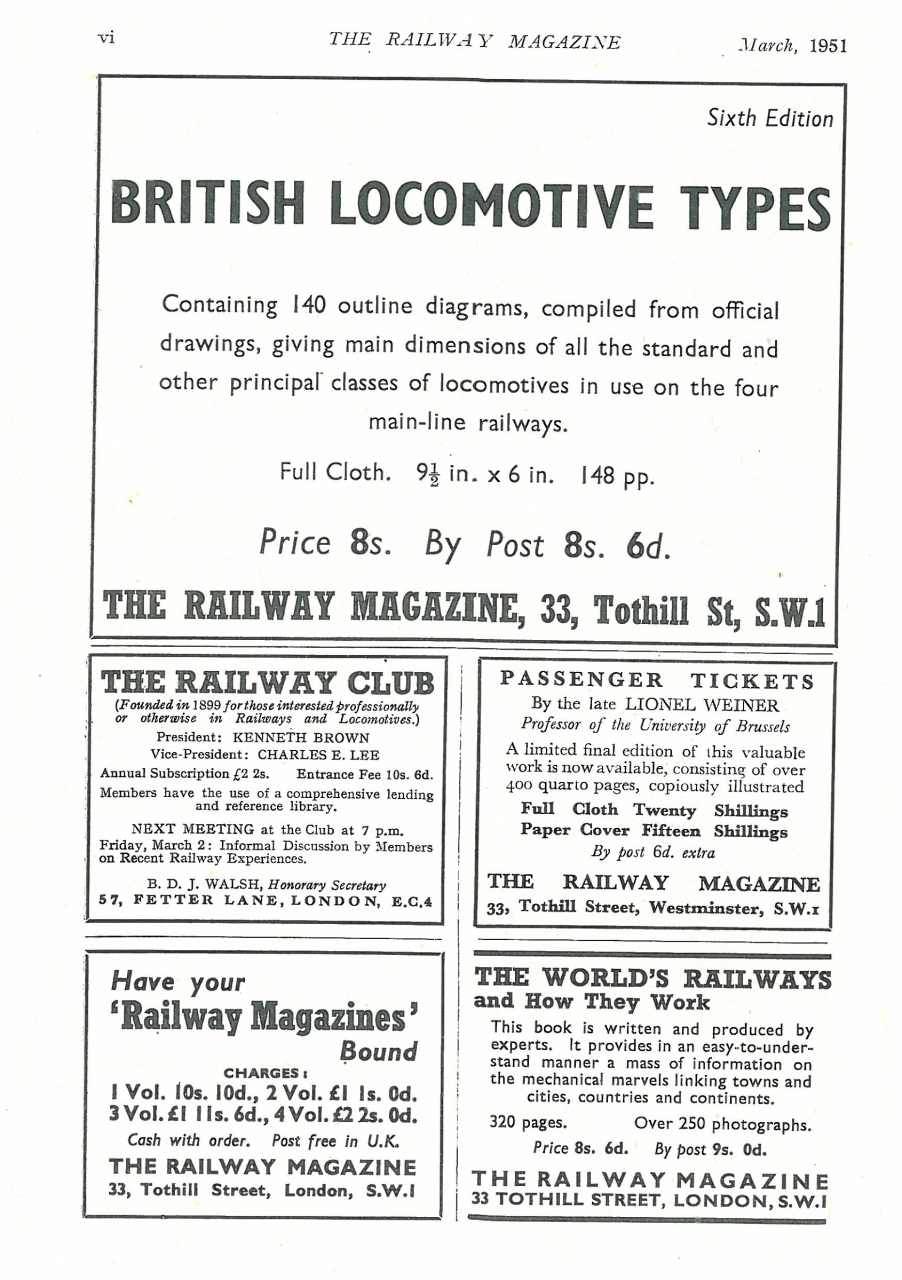 vi
THE RAILWAY MAGAZINE
March, 1951
Sixth Edition
BRITISH LOCOMOTIVE TYPES
Containing 140 outline diagrams, compiled from official
drawings, giving main dimensions of all the standard and
other principal classes of locomotives in use on the four
main-line railways.
Full Cloth. 9½ in. x 6 in. 148 pp.
Price 8s. By Post 8s. 6d.
THE RAILWAY MAGAZINE, 33, Tothill St, S.W.1
THE RAILWAY CLUB
(Founded in 1899 for those interested professionally
or otherwise in Railways and Locomotives.)
President: KENNETH BROWN
Vice-President: CHARLES E. LEE
Annual Subscription £2 2s. Entrance Fee 10s. 6d.
Members have the use of a comprehensive lending
and reference library.
NEXT MEETING at the Club at 7 p.m.
Friday, March 2: Informal Discussion by Members
on Recent Railway Experiences.
B. D. J. WALSH, Honorary Secretary
57, FETTER LANE, LONDON, E.C.4
PASSENGER TICKETS
By the late LIONEL WEINER
Professor of the University of Brussels
A limited final edition of this valuable
work is now available, consisting of over
400 quarto pages, copiously illustrated
Full Cloth Twenty Shillings
Paper Cover Fifteen Shillings
By post 6d. extra
THE RAILWAY MAGAZINE
33, Tothill Street, Westminster, S.W.1
Have your
'Railway Magazines'
Bound
CHARGES:
1 Vol. 10s. 10d., 2 Vol. £1 1s. 0d.
3 Vol. £1 11s. 6d., 4 Vol. £2 2s. 0d.
Cash with order. Post free in U.K.
THE RAILWAY MAGAZINE
33, Tothill Street, London, S.W.1
THE WORLD'S RAILWAYS
and How They Work
This book is written and produced by
experts. It provides in an easy-to-under-
stand manner a mass of information on
the mechanical marvels linking towns and
cities, countries and continents.
320 pages. Over 250 photographs.
Price 8s. 6d. By post 9s. 0d.
THE RAILWAY MAGAZINE
33 TOTHILL STREET, LONDON, S.W.1